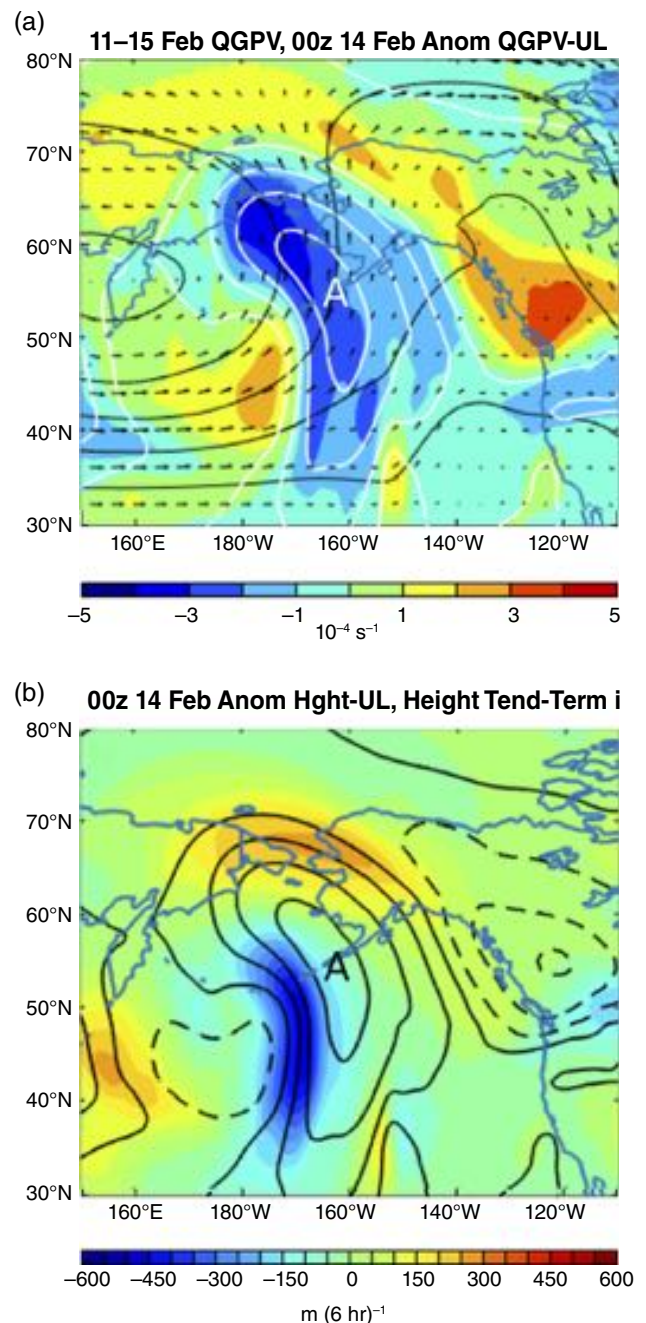 (a)
11–15 Feb QGPV, 00z 14 Feb Anom QGPV-UL
80°N
70°N
60°N
50°N
40°N
30°N
A
160°E 180°W 160°W 140°W 120°W
–5 –3 –1 1 3 5
10⁻⁴ s⁻¹
(b)
00z 14 Feb Anom Hght-UL, Height Tend-Term i
80°N
70°N
60°N
50°N
40°N
30°N
A
160°E 180°W 160°W 140°W 120°W
–600 –450 –300 –150 0 150 300 450 600
m (6 hr)⁻¹